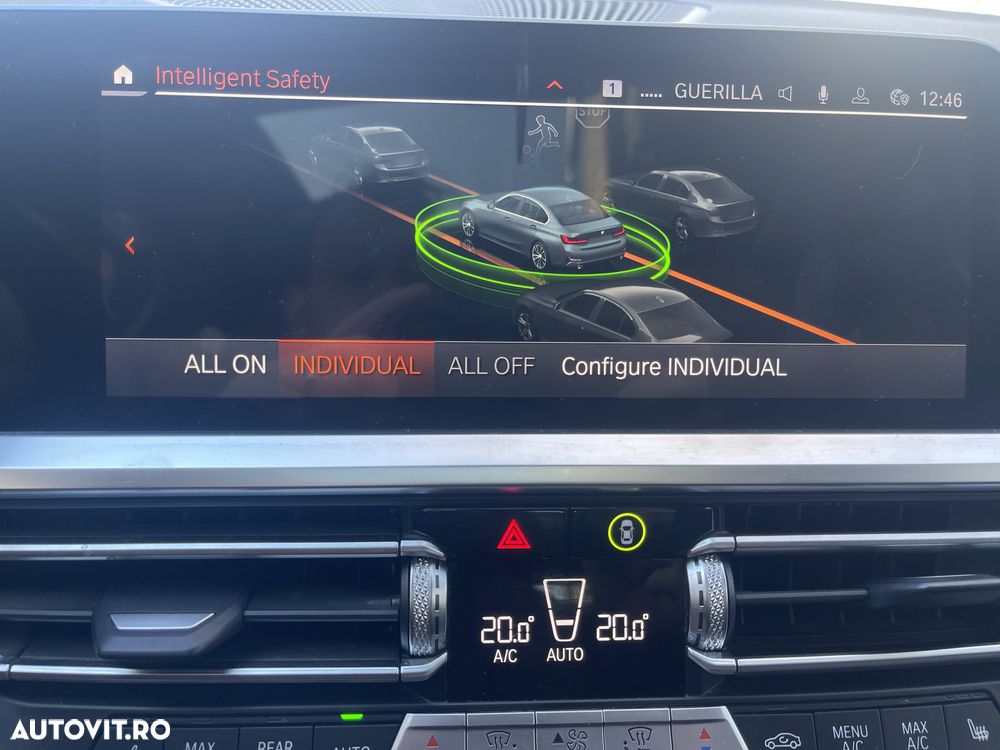 Intelligent Safety
1 ..... GUERILLA 12:46
STOP
ALL ON INDIVIDUAL ALL OFF Configure INDIVIDUAL
20.0° 20.0°
A/C AUTO
AUTOVIT.RO
MAX
REAR
AUTO
MENU
A/C
MAX
A/C